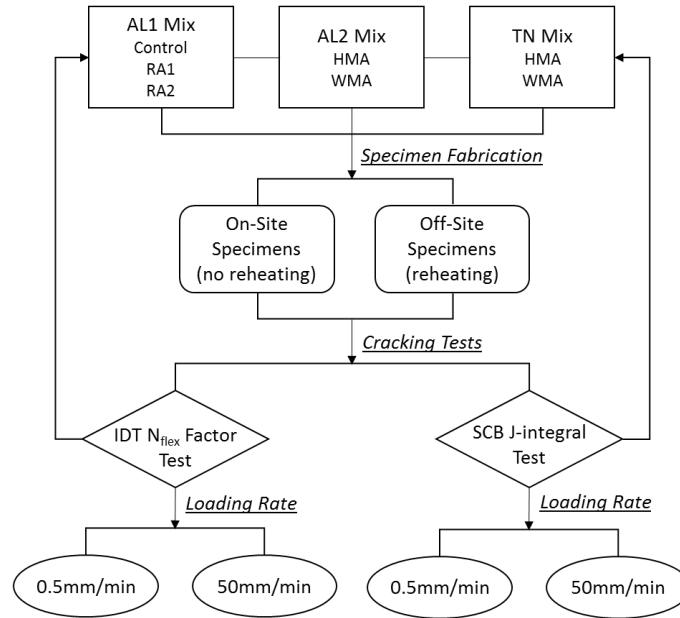 AL1 Mix
Control
RA1
RA2
AL2 Mix
HMA
WMA
TN Mix
HMA
WMA
Specimen Fabrication
On-Site
Specimens
(no reheating)
Off-Site
Specimens
(reheating)
Cracking Tests
IDT Nflex Factor
Test
SCB J-integral
Test
Loading Rate
Loading Rate
0.5mm/min
50mm/min
0.5mm/min
50mm/min